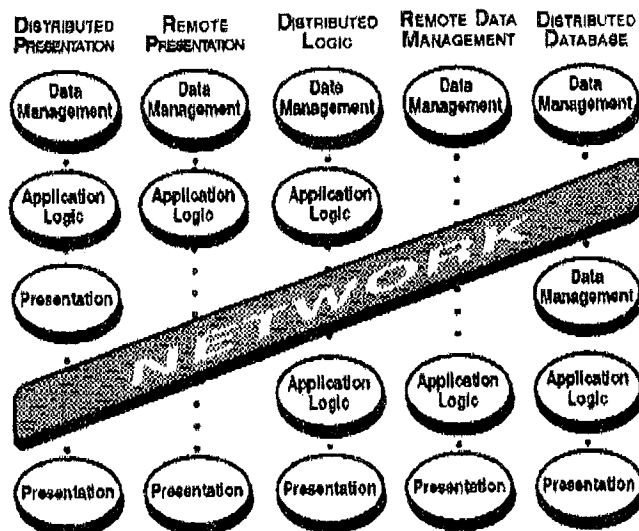 DISTRIBUTED PRESENTATION
REMOTE PRESENTATION
DISTRIBUTED LOGIC
REMOTE DATA MANAGEMENT
DISTRIBUTED DATABASE
Data Management
Data Management
Data Management
Data Management
Data Management
Application Logic
Application Logic
Application Logic
Presentation
Data Management
NETWORK
Application Logic
Application Logic
Application Logic
Presentation
Presentation
Presentation
Presentation
Presentation